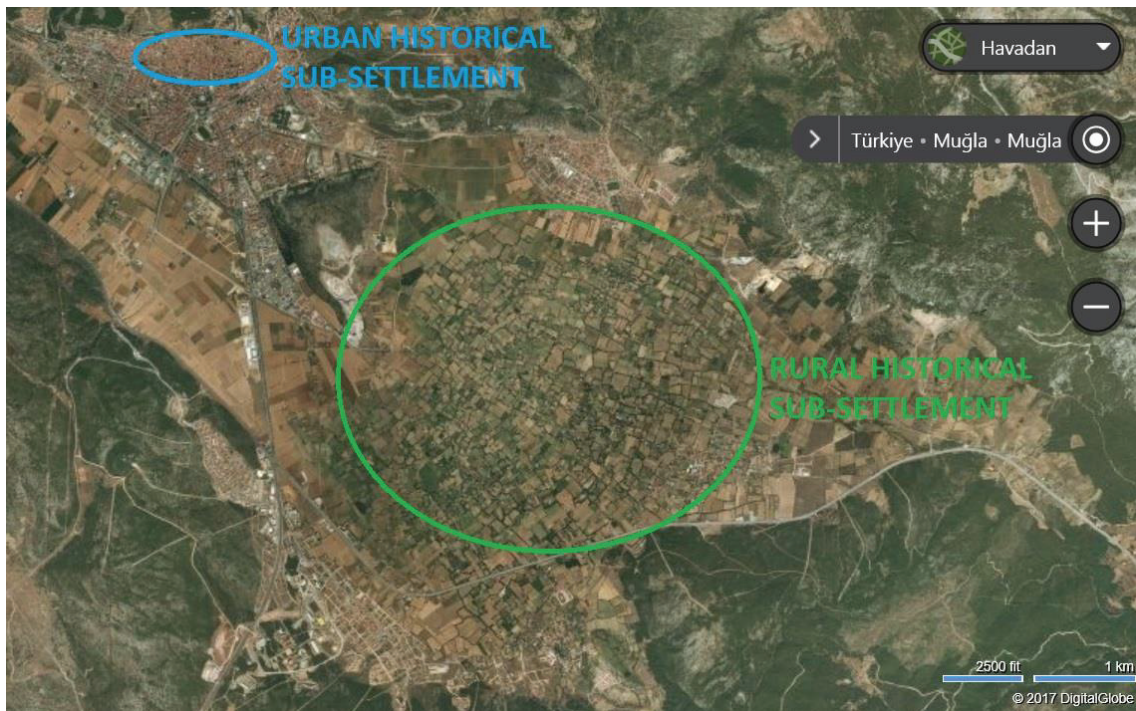 URBAN HISTORICAL
SUB-SETTLEMENT
Havadan
Türkiye • Muğla • Muğla
RURAL HISTORICAL
SUB-SETTLEMENT
2500 fit
1 km
© 2017 DigitalGlobe